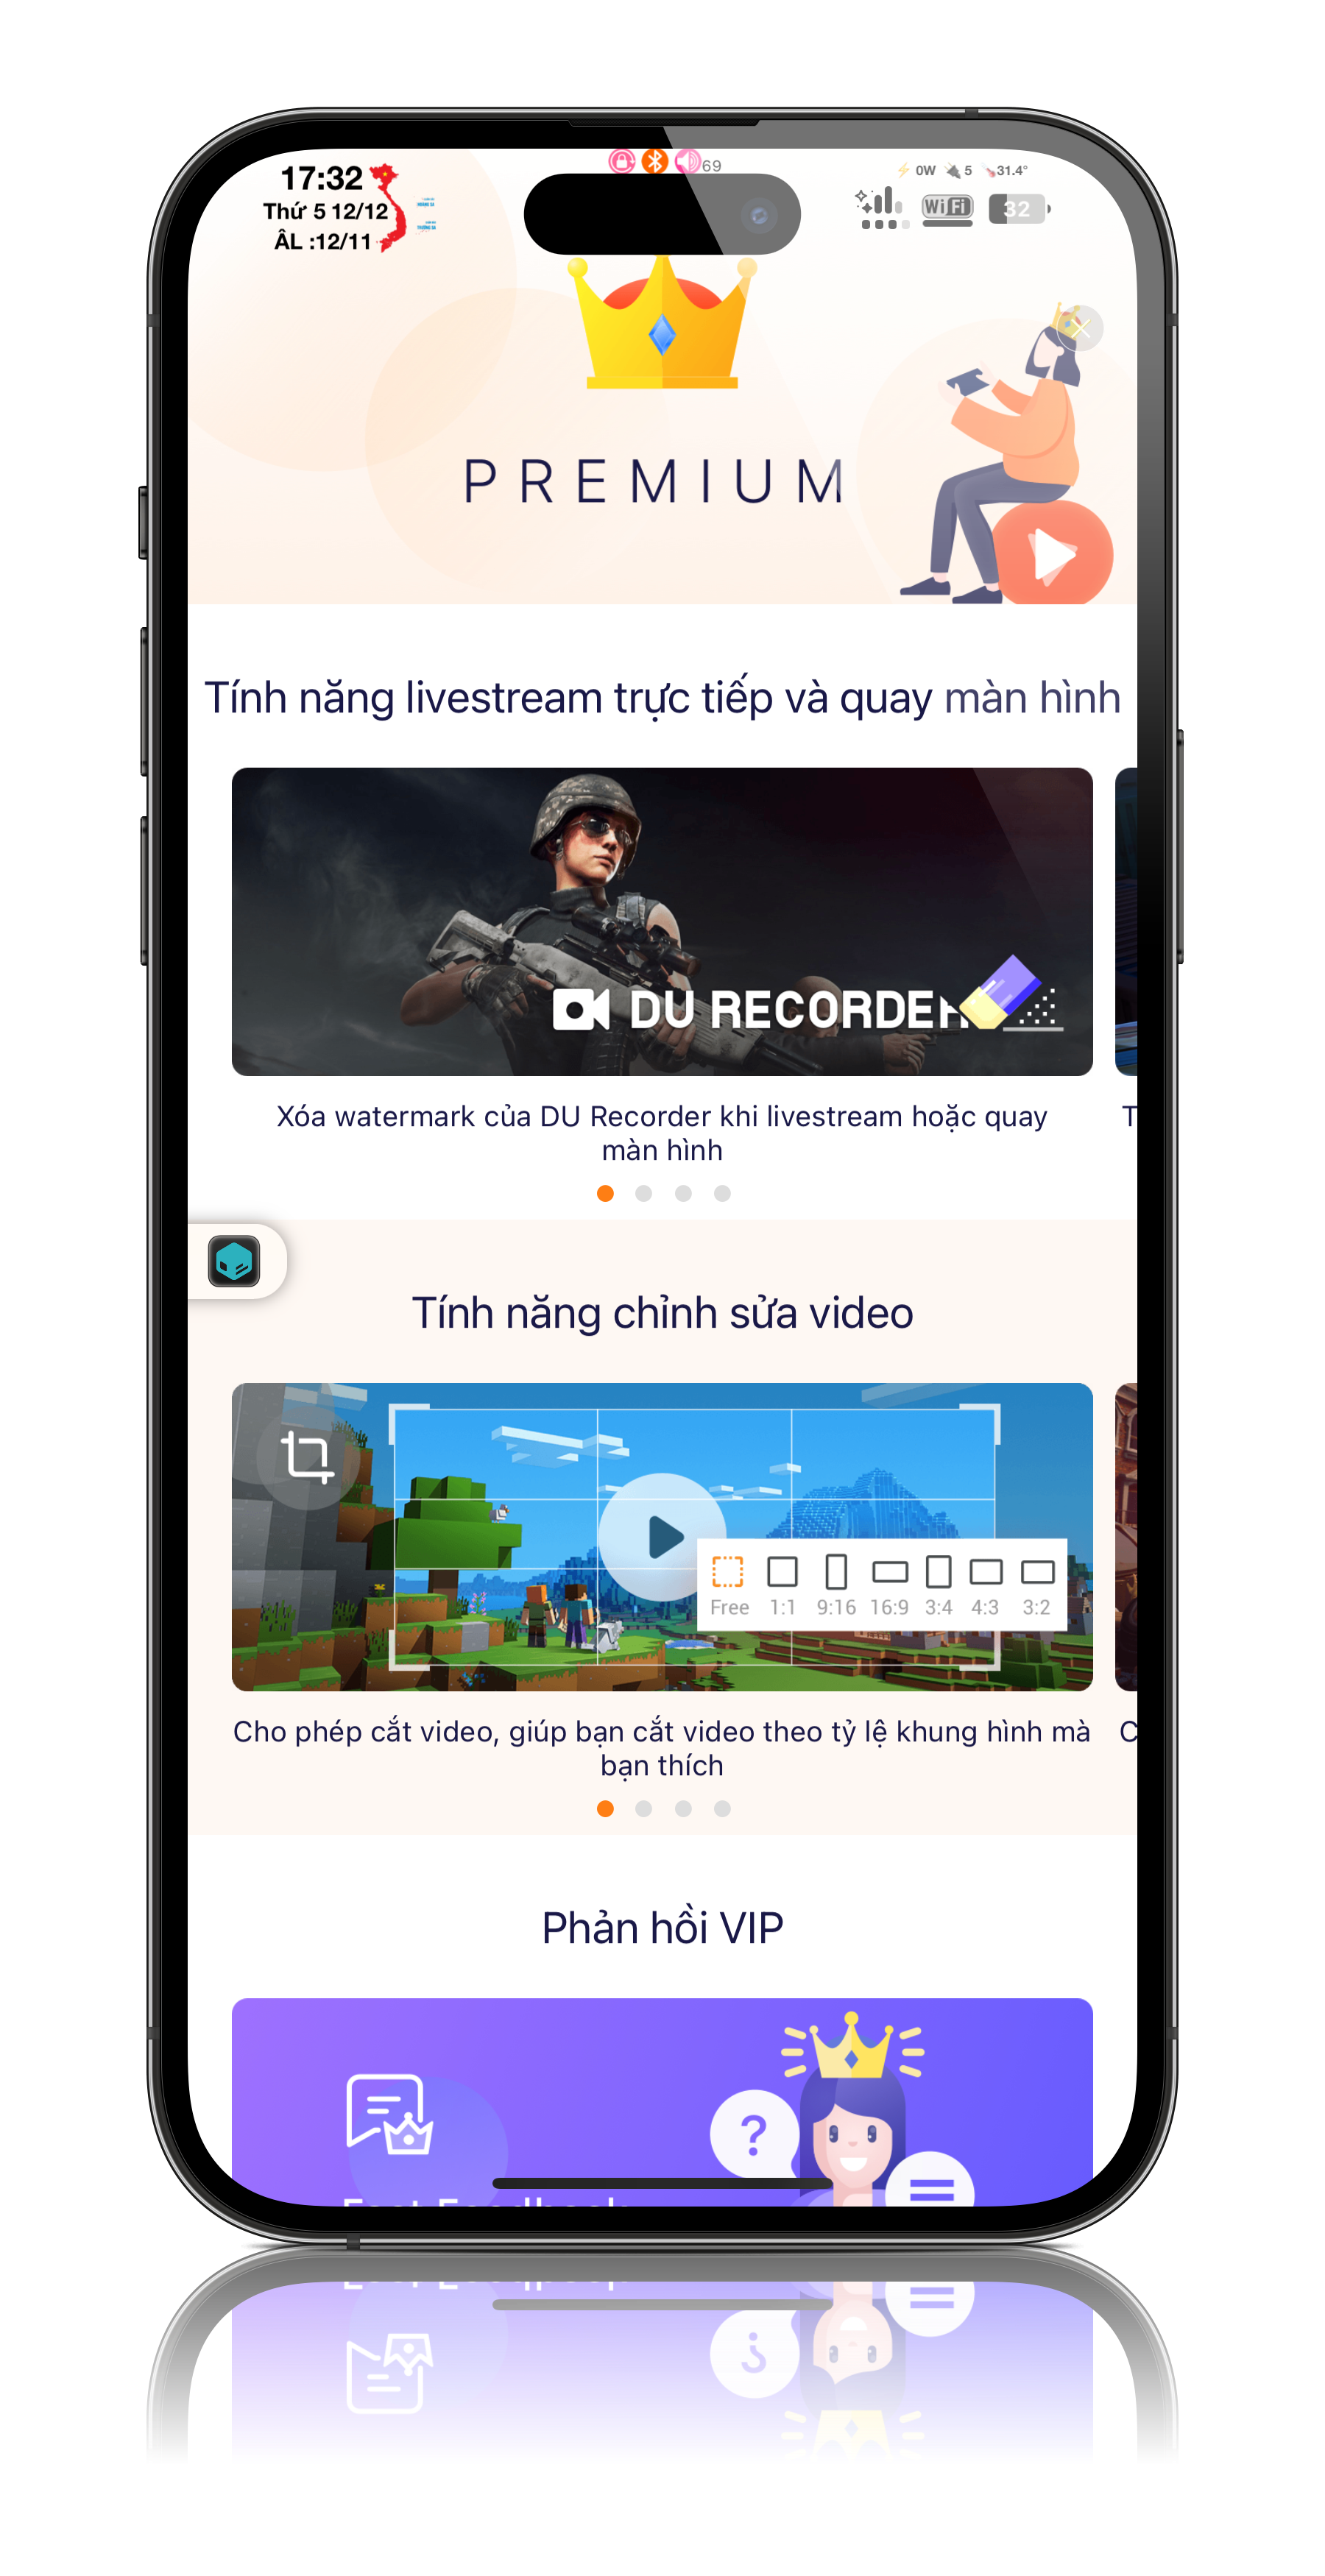 17:32
Thứ 5 12/12
ÂL :12/11
69
0W 5 31.4°
WiFi 32
PREMIUM
Tính năng livestream trực tiếp và quay màn hình
DU RECORDER
Xóa watermark của DU Recorder khi livestream hoặc quay
màn hình
T
Tính năng chỉnh sửa video
Free 1:1 9:16 16:9 3:4 4:3 3:2
Cho phép cắt video, giúp bạn cắt video theo tỷ lệ khung hình mà
bạn thích
C
Phản hồi VIP
?